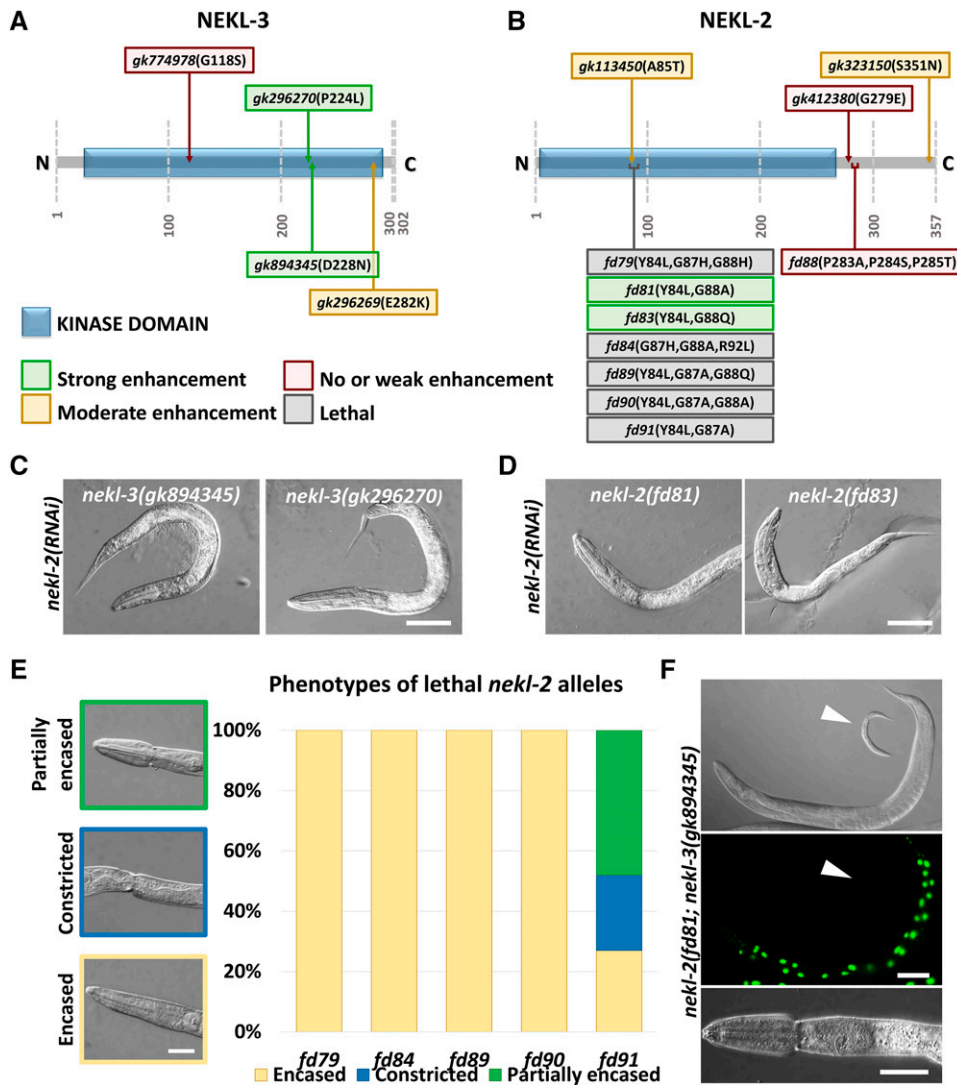 A
NEKL-3
gk774978(G118S)
gk296270(P224L)
N
C
1
100
200
300
302
gk894345(D228N)
gk296269(E282K)
KINASE DOMAIN
Strong enhancement
No or weak enhancement
Moderate enhancement
Lethal
B
NEKL-2
gk113450(A85T)
gk323150(S351N)
gk412380(G279E)
N
C
1
100
200
300
357
fd79(Y84L,G87H,G88H)
fd88(P283A,P284S,P285T)
fd81(Y84L,G88A)
fd83(Y84L,G88Q)
fd84(G87H,G88A,R92L)
fd89(Y84L,G87A,G88Q)
fd90(Y84L,G87A,G88A)
fd91(Y84L,G87A)
C
nekl-2(RNAi)
nekl-3(gk894345)
nekl-3(gk296270)
D
nekl-2(RNAi)
nekl-2(fd81)
nekl-2(fd83)
E
Partially encased
Constricted
Encased
Phenotypes of lethal nekl-2 alleles
100%
80%
60%
40%
20%
0%
fd79 fd84 fd89 fd90 fd91
Encased Constricted Partially encased
F
nekl-2(fd81; nekl-3(gk894345)